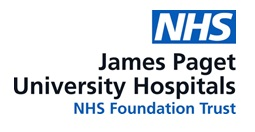 NHS
James Paget
University Hospitals
NHS Foundation Trust